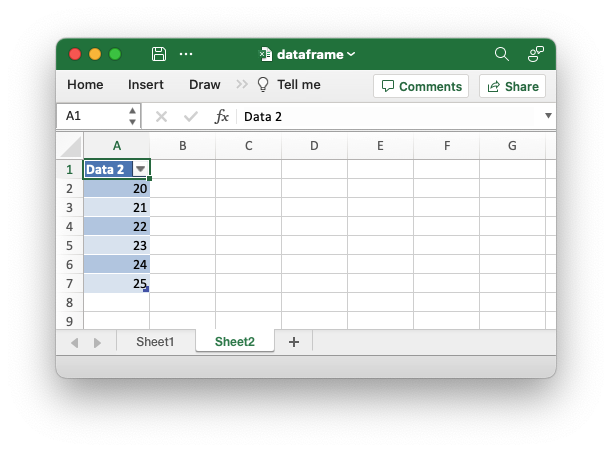 dataframe
Home Insert Draw Tell me Comments Share
A1 fx Data 2
A B C D E F G
1 Data 2
2 20
3 21
4 22
5 23
6 24
7 25
8
9
Sheet1 Sheet2 +